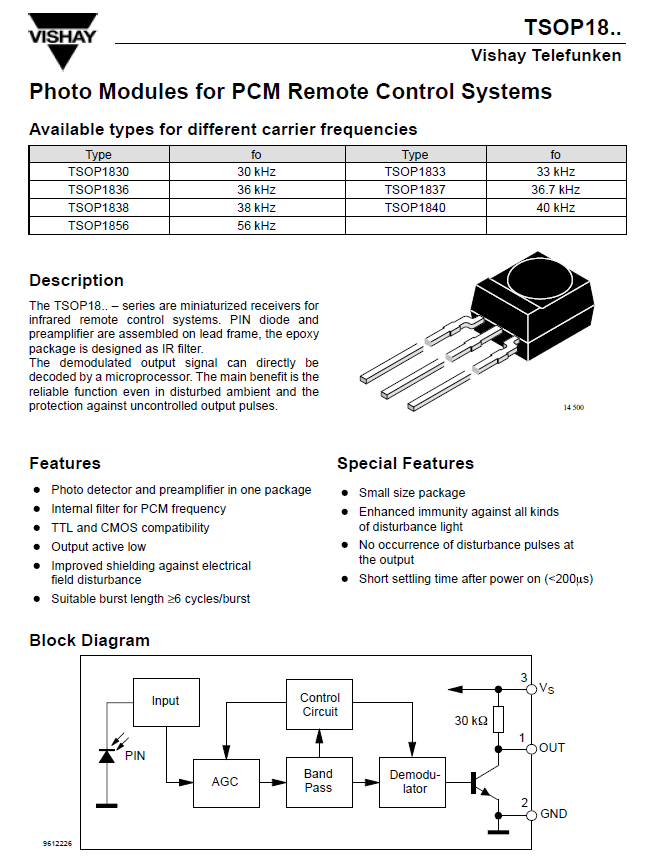 VISHAY
TSOP18..
Vishay Telefunken
Photo Modules for PCM Remote Control Systems
Available types for different carrier frequencies
Type fo Type fo
TSOP1830 30 kHz TSOP1833 33 kHz
TSOP1836 36 kHz TSOP1837 36.7 kHz
TSOP1838 38 kHz TSOP1840 40 kHz
TSOP1856 56 kHz
Description
The TSOP18.. – series are miniaturized receivers for
infrared remote control systems. PIN diode and
preamplifier are assembled on lead frame, the epoxy
package is designed as IR filter.
The demodulated output signal can directly be
decoded by a microprocessor. The main benefit is the
reliable function even in disturbed ambient and the
protection against uncontrolled output pulses.
14 500
Features
● Photo detector and preamplifier in one package
● Internal filter for PCM frequency
● TTL and CMOS compatibility
● Output active low
● Improved shielding against electrical
field disturbance
● Suitable burst length ≥6 cycles/burst
Special Features
● Small size package
● Enhanced immunity against all kinds
of disturbance light
● No occurrence of disturbance pulses at
the output
● Short settling time after power on (<200μs)
Block Diagram
Input
PIN
AGC
Control
Circuit
Band
Pass
Demodu-
lator
30 kΩ
3
VS
1
OUT
2
GND
9612226